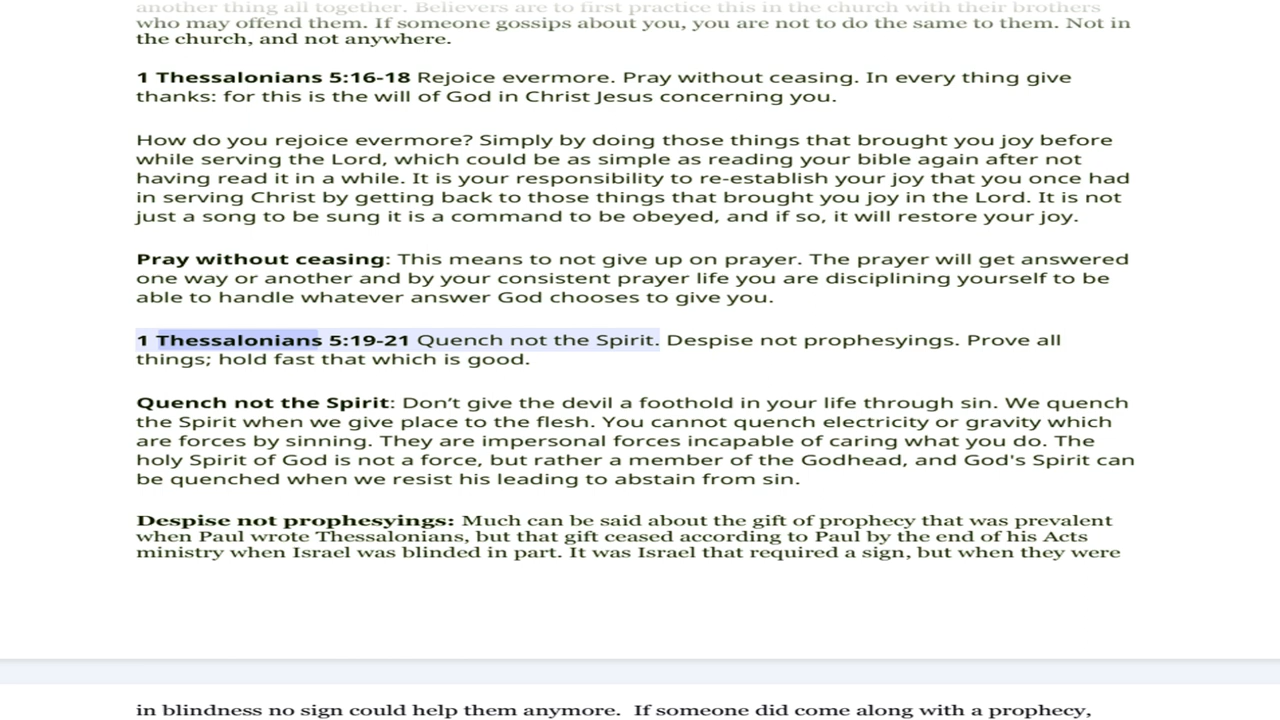 another thing all together. Believers are to first practice this in the church with their brothers
who may offend them. If someone gossips about you, you are not to do the same to them. Not in
the church, and not anywhere.
1 Thessalonians 5:16-18 Rejoice evermore. Pray without ceasing. In every thing give
thanks: for this is the will of God in Christ Jesus concerning you.
How do you rejoice evermore? Simply by doing those things that brought you joy before
while serving the Lord, which could be as simple as reading your bible again after not
having read it in a while. It is your responsibility to re-establish your joy that you once had
in serving Christ by getting back to those things that brought you joy in the Lord. It is not
just a song to be sung it is a command to be obeyed, and if so, it will restore your joy.
Pray without ceasing: This means to not give up on prayer. The prayer will get answered
one way or another and by your consistent prayer life you are disciplining yourself to be
able to handle whatever answer God chooses to give you.
1 Thessalonians 5:19-21 Quench not the Spirit. Despise not prophesyings. Prove all
things; hold fast that which is good.
Quench not the Spirit: Don’t give the devil a foothold in your life through sin. We quench
the Spirit when we give place to the flesh. You cannot quench electricity or gravity which
are forces by sinning. They are impersonal forces incapable of caring what you do. The
holy Spirit of God is not a force, but rather a member of the Godhead, and God's Spirit can
be quenched when we resist his leading to abstain from sin.
Despise not prophesyings: Much can be said about the gift of prophecy that was prevalent
when Paul wrote Thessalonians, but that gift ceased according to Paul by the end of his Acts
ministry when Israel was blinded in part. It was Israel that required a sign, but when they were
in blindness no sign could help them anymore.  If someone did come along with a prophecy,